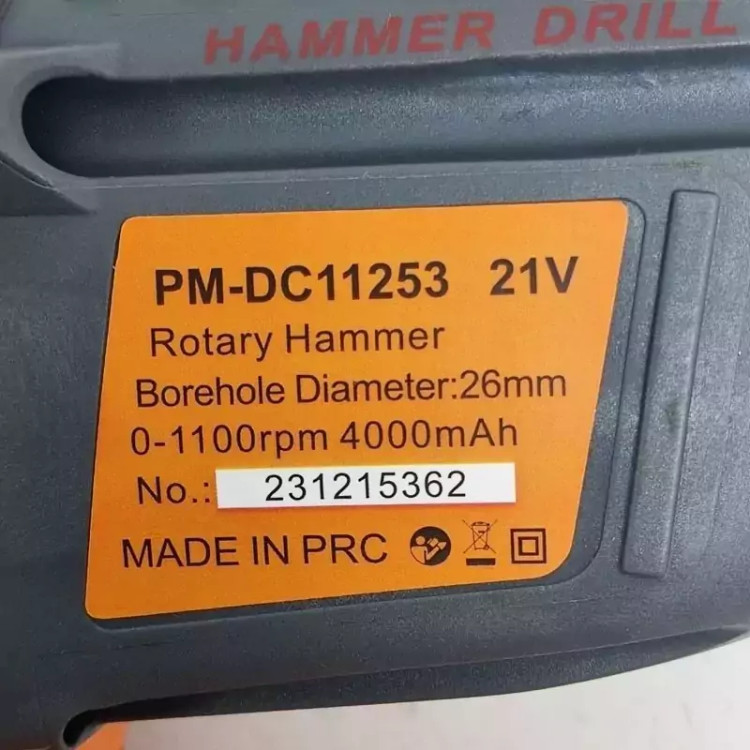 HAMMER DRILL
PM-DC11253 21V
Rotary Hammer
Borehole Diameter:26mm
0-1100rpm 4000mAh
No.: 231215362
MADE IN PRC